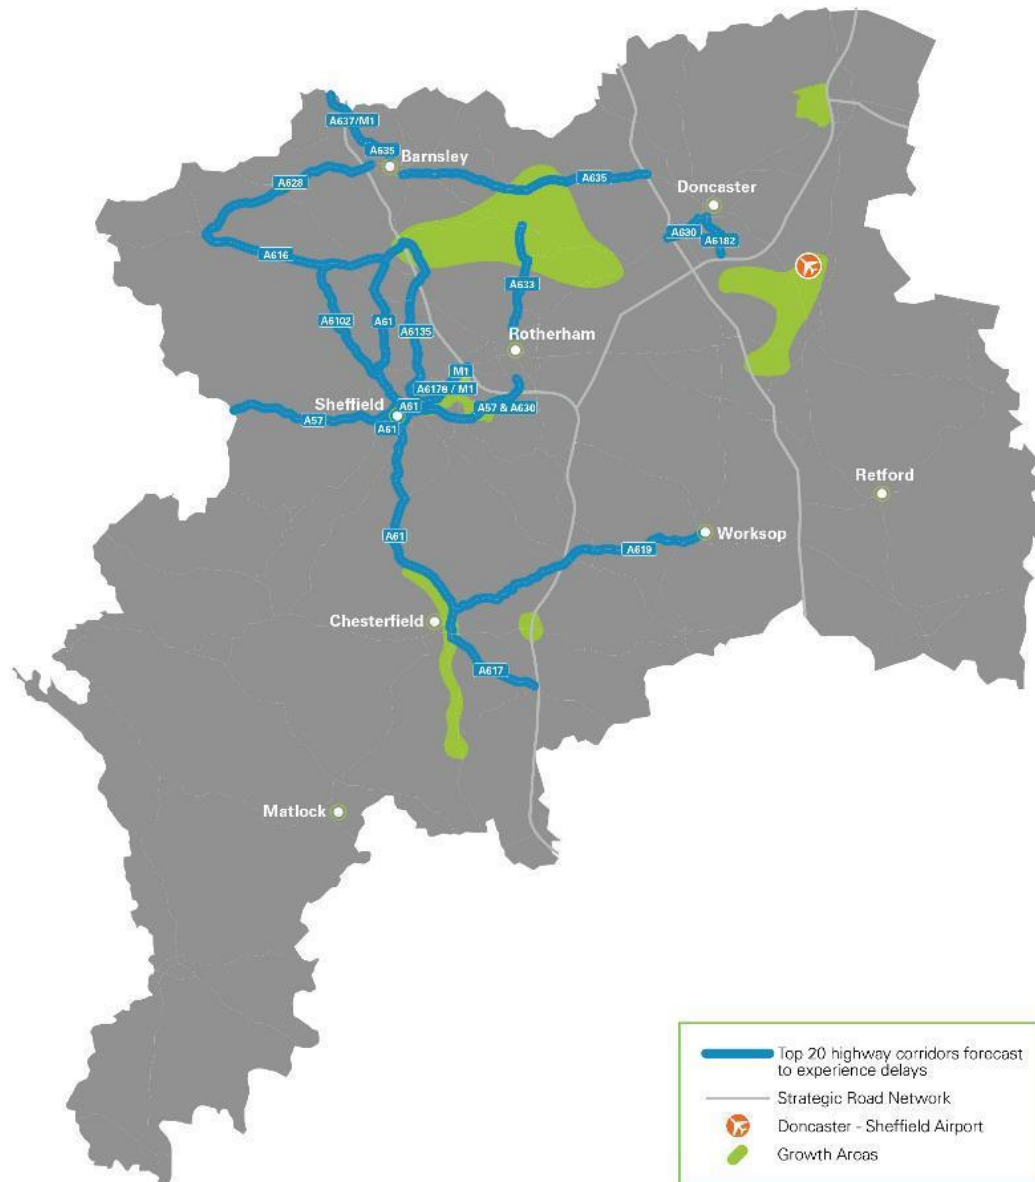 A637/M1
A635
Barnsley
A628
A635
Doncaster
A630
A6182
A616
A633
A6102
A61
A6135
Rotherham
M1
A6178 / M1
Sheffield
A61
A57 & A630
A57
A61
Retford
A61
Worksop
A619
Chesterfield
A617
Matlock
Top 20 highway corridors forecast
to experience delays
Strategic Road Network
Doncaster - Sheffield Airport
Growth Areas